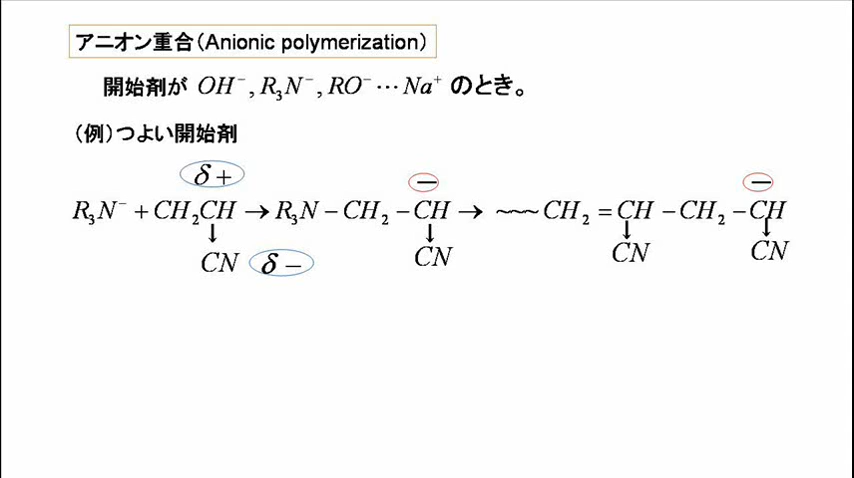 アニオン重合（Anionic polymerization）
開始剤が OH⁻, R₃N⁻, RO⁻ ⋯ Na⁺ のとき。
（例）つよい開始剤
δ+ − −
R₃N⁻ + CH₂CH → R₃N − CH₂ − CH → ~~~ CH₂ = CH − CH₂ − CH
↓ ↓ ↓ ↓
CN δ− CN CN CN